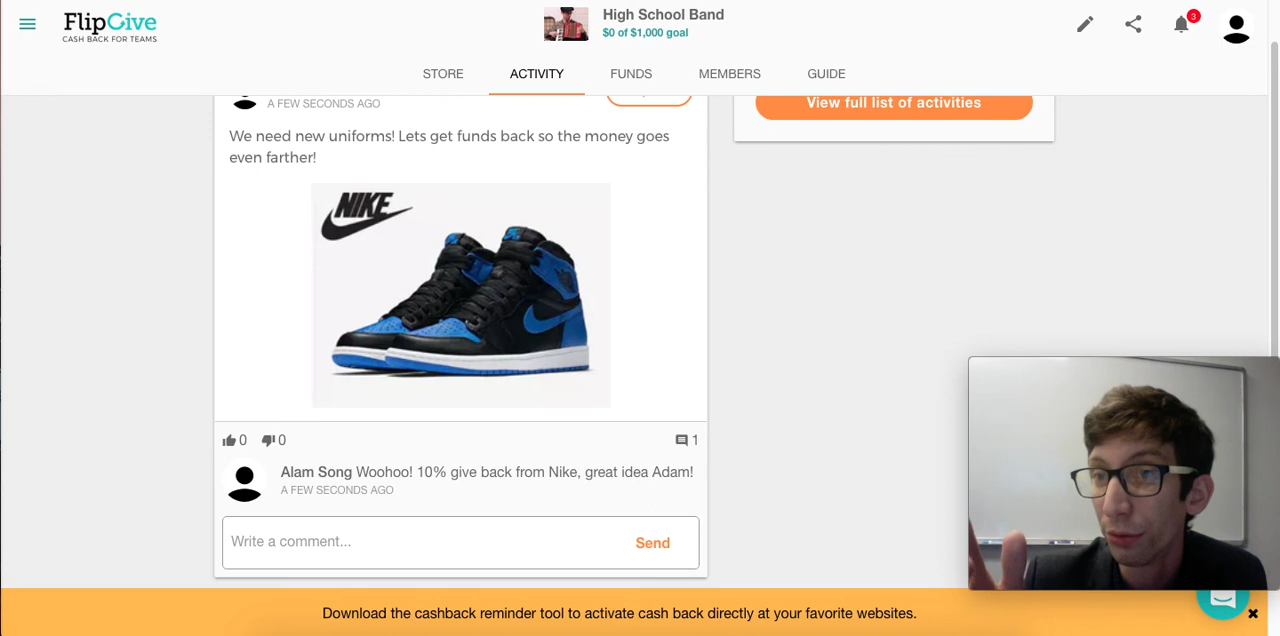 FlipGive
CASH BACK FOR TEAMS
High School Band
$0 of $1,000 goal
3
STORE
ACTIVITY
FUNDS
MEMBERS
GUIDE
A FEW SECONDS AGO
We need new uniforms! Lets get funds back so the money goes
even farther!
NIKE
0
0
1
Alam Song Woohoo! 10% give back from Nike, great idea Adam!
A FEW SECONDS AGO
Write a comment...
Send
View full list of activities
Download the cashback reminder tool to activate cash back directly at your favorite websites.